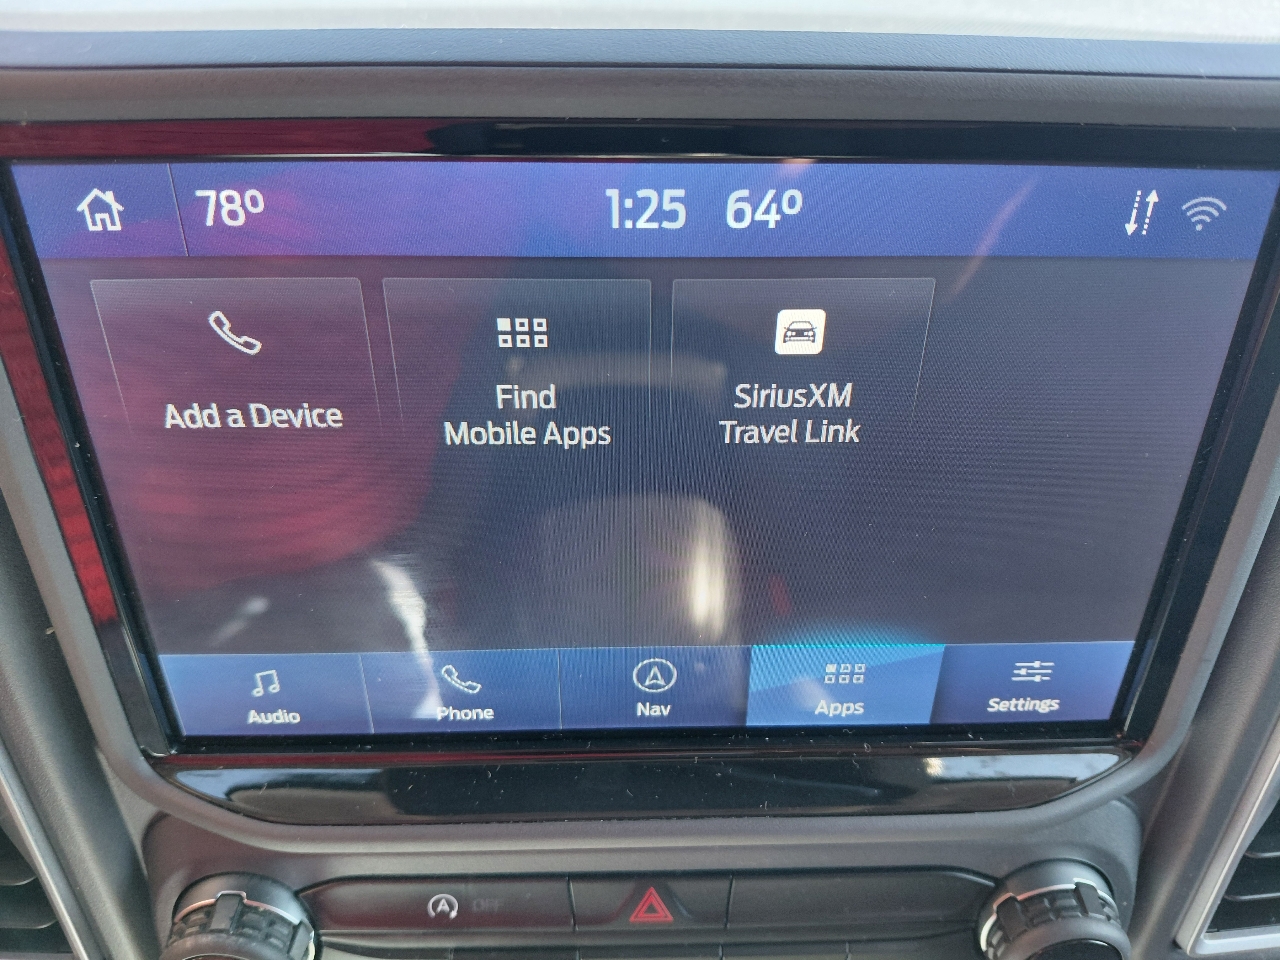 78° 1:25 64°
Add a Device
Find
Mobile Apps
SiriusXM
Travel Link
Audio Phone Nav Apps Settings
A OFF